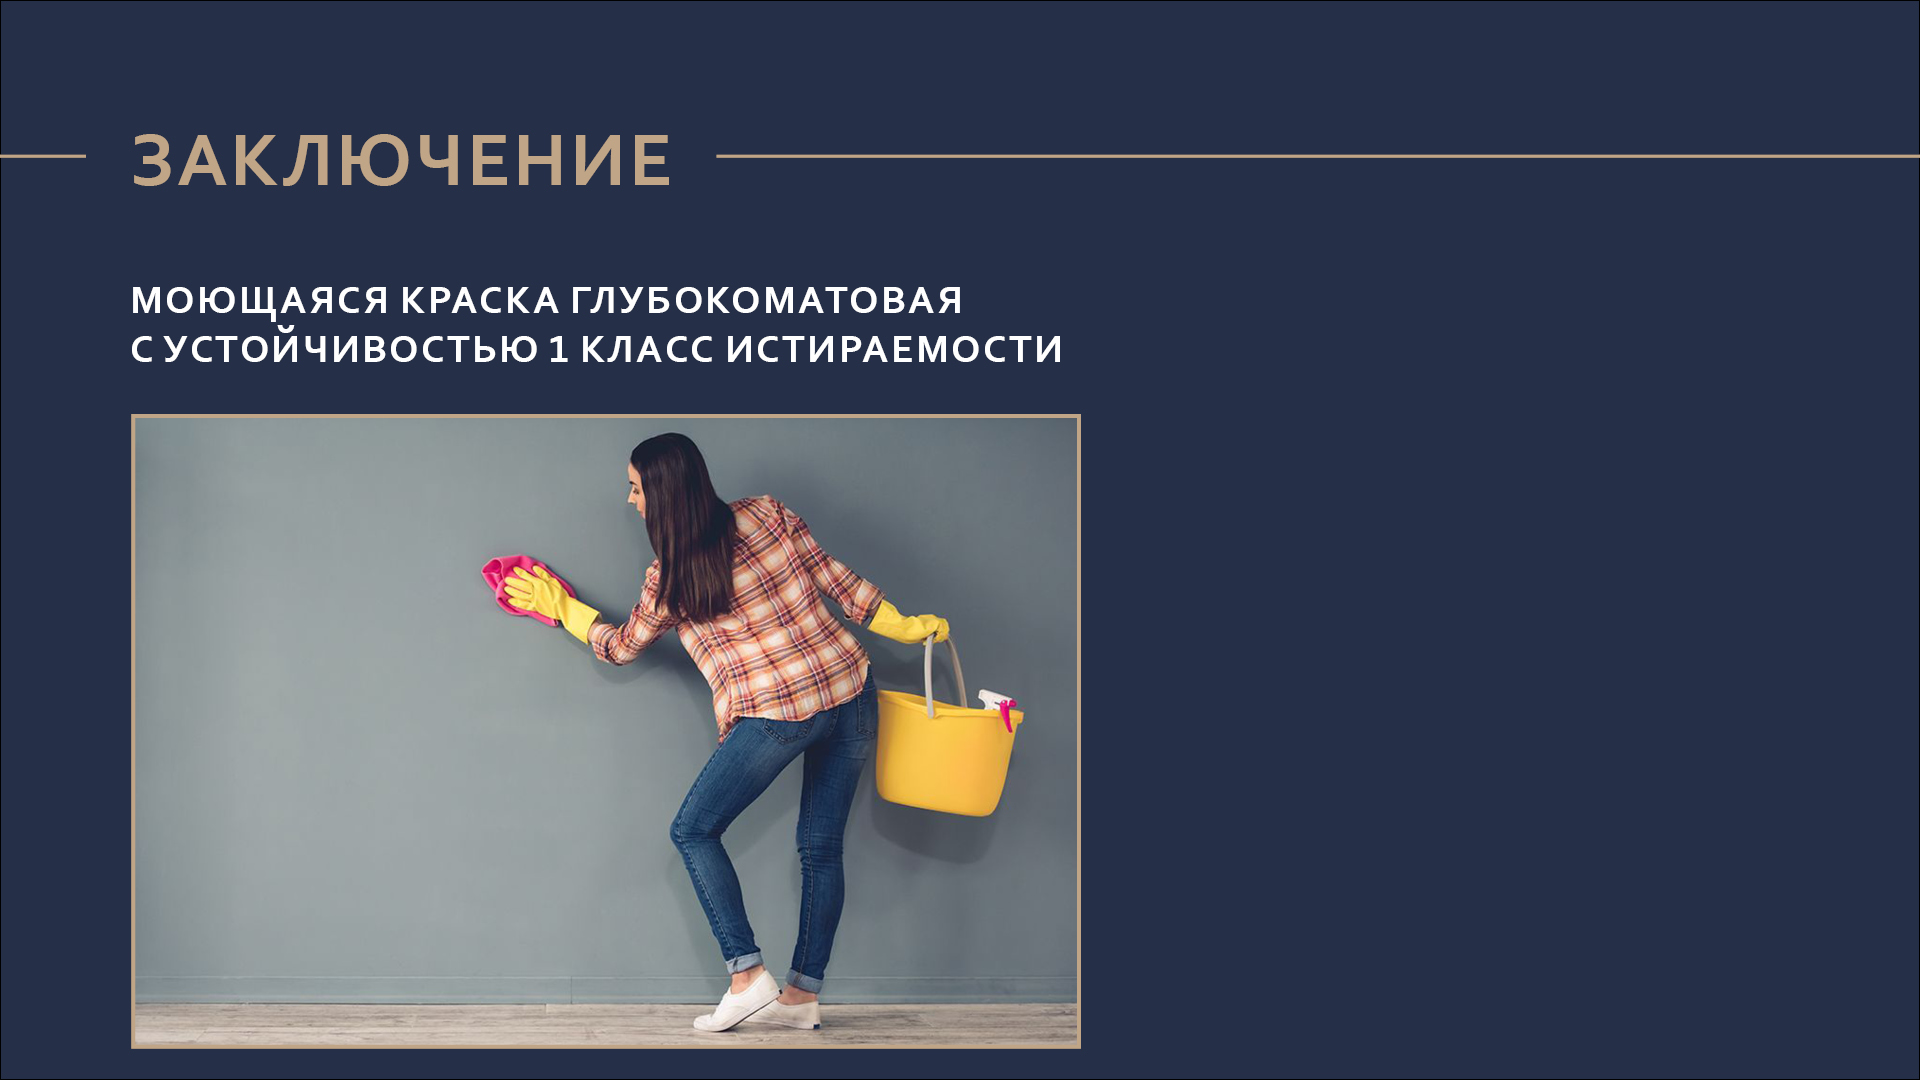 ЗАКЛЮЧЕНИЕ
МОЮЩАЯСЯ КРАСКА ГЛУБОКОМАТОВАЯ
С УСТОЙЧИВОСТЬЮ 1 КЛАСС ИСТИРАЕМОСТИ